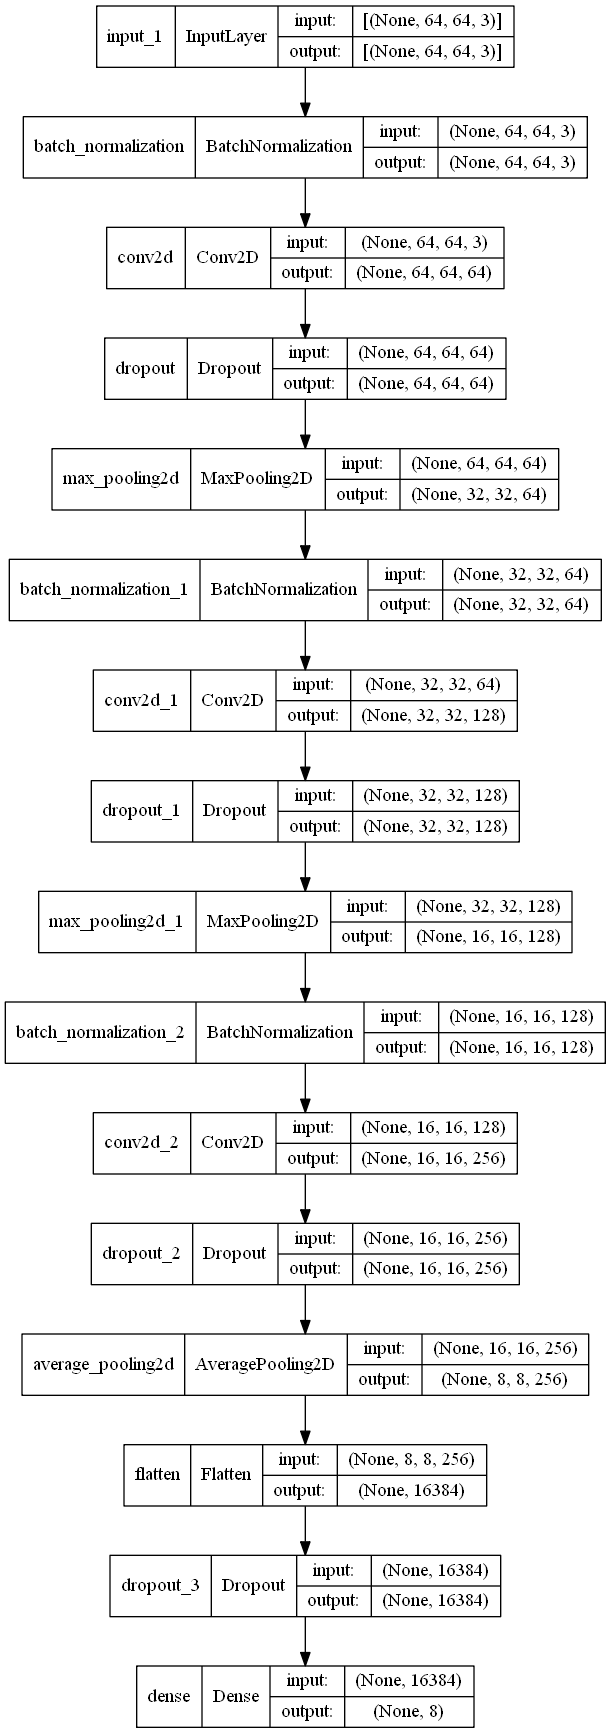 input_1 InputLayer input: [(None, 64, 64, 3)]
output: [(None, 64, 64, 3)]
batch_normalization BatchNormalization input: (None, 64, 64, 3)
output: (None, 64, 64, 3)
conv2d Conv2D input: (None, 64, 64, 3)
output: (None, 64, 64, 64)
dropout Dropout input: (None, 64, 64, 64)
output: (None, 64, 64, 64)
max_pooling2d MaxPooling2D input: (None, 64, 64, 64)
output: (None, 32, 32, 64)
batch_normalization_1 BatchNormalization input: (None, 32, 32, 64)
output: (None, 32, 32, 64)
conv2d_1 Conv2D input: (None, 32, 32, 64)
output: (None, 32, 32, 128)
dropout_1 Dropout input: (None, 32, 32, 128)
output: (None, 32, 32, 128)
max_pooling2d_1 MaxPooling2D input: (None, 32, 32, 128)
output: (None, 16, 16, 128)
batch_normalization_2 BatchNormalization input: (None, 16, 16, 128)
output: (None, 16, 16, 128)
conv2d_2 Conv2D input: (None, 16, 16, 128)
output: (None, 16, 16, 256)
dropout_2 Dropout input: (None, 16, 16, 256)
output: (None, 16, 16, 256)
average_pooling2d AveragePooling2D input: (None, 16, 16, 256)
output: (None, 8, 8, 256)
flatten Flatten input: (None, 8, 8, 256)
output: (None, 16384)
dropout_3 Dropout input: (None, 16384)
output: (None, 16384)
dense Dense input: (None, 16384)
output: (None, 8)